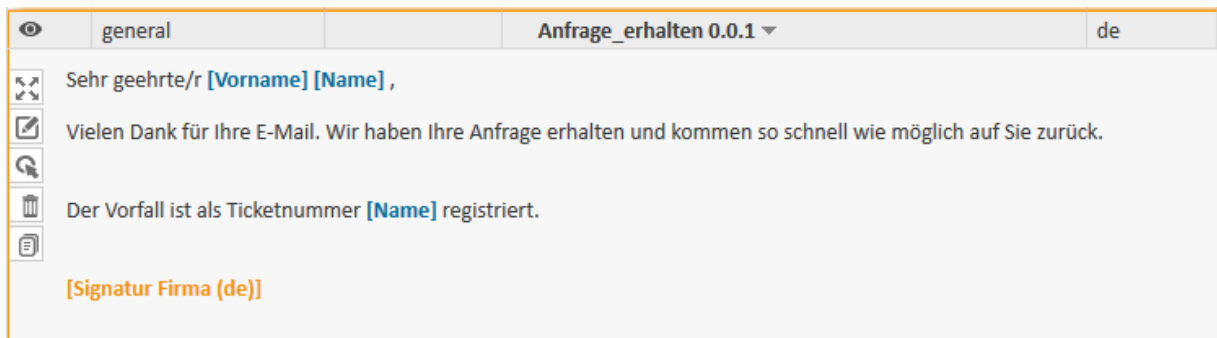 general Anfrage_erhalten 0.0.1 de
Sehr geehrte/r [Vorname] [Name] ,
Vielen Dank für Ihre E-Mail. Wir haben Ihre Anfrage erhalten und kommen so schnell wie möglich auf Sie zurück.
Der Vorfall ist als Ticketnummer [Name] registriert.
[Signatur Firma (de)]